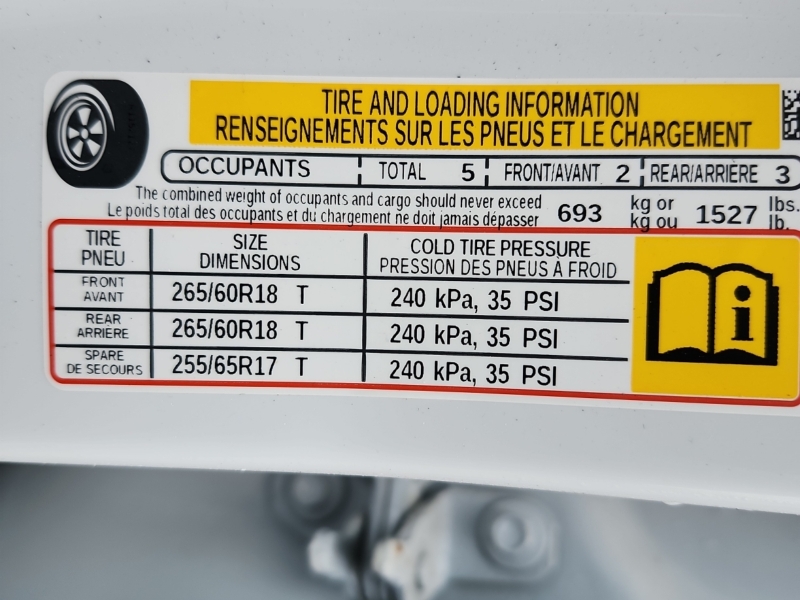 TIRE AND LOADING INFORMATION
RENSEIGNEMENTS SUR LES PNEUS ET LE CHARGEMENT
OCCUPANTS TOTAL 5 FRONT/AVANT 2 REAR/ARRIÈRE 3
The combined weight of occupants and cargo should never exceed
Le poids total des occupants et du chargement ne doit jamais dépasser
693 kg or 1527 lbs.
kg ou lb.
TIRE SIZE COLD TIRE PRESSURE
PNEU DIMENSIONS PRESSION DES PNEUS À FROID
FRONT
AVANT 265/60R18 T 240 kPa, 35 PSI
REAR
ARRIÈRE 265/60R18 T 240 kPa, 35 PSI
SPARE
DE SECOURS 255/65R17 T 240 kPa, 35 PSI
i